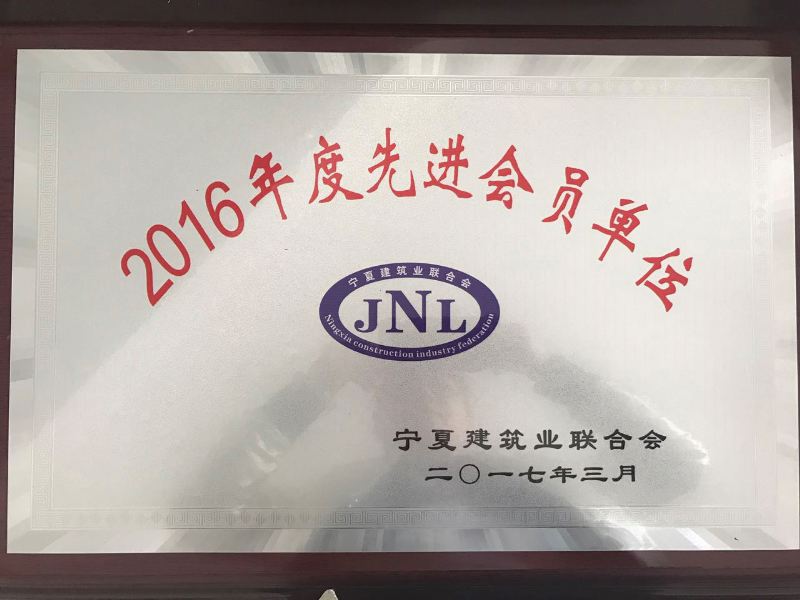 2016年度先进会员单位
宁夏建筑业联合会
JNL
Ningxia construction industry federation
宁夏建筑业联合会
二〇一七年三月